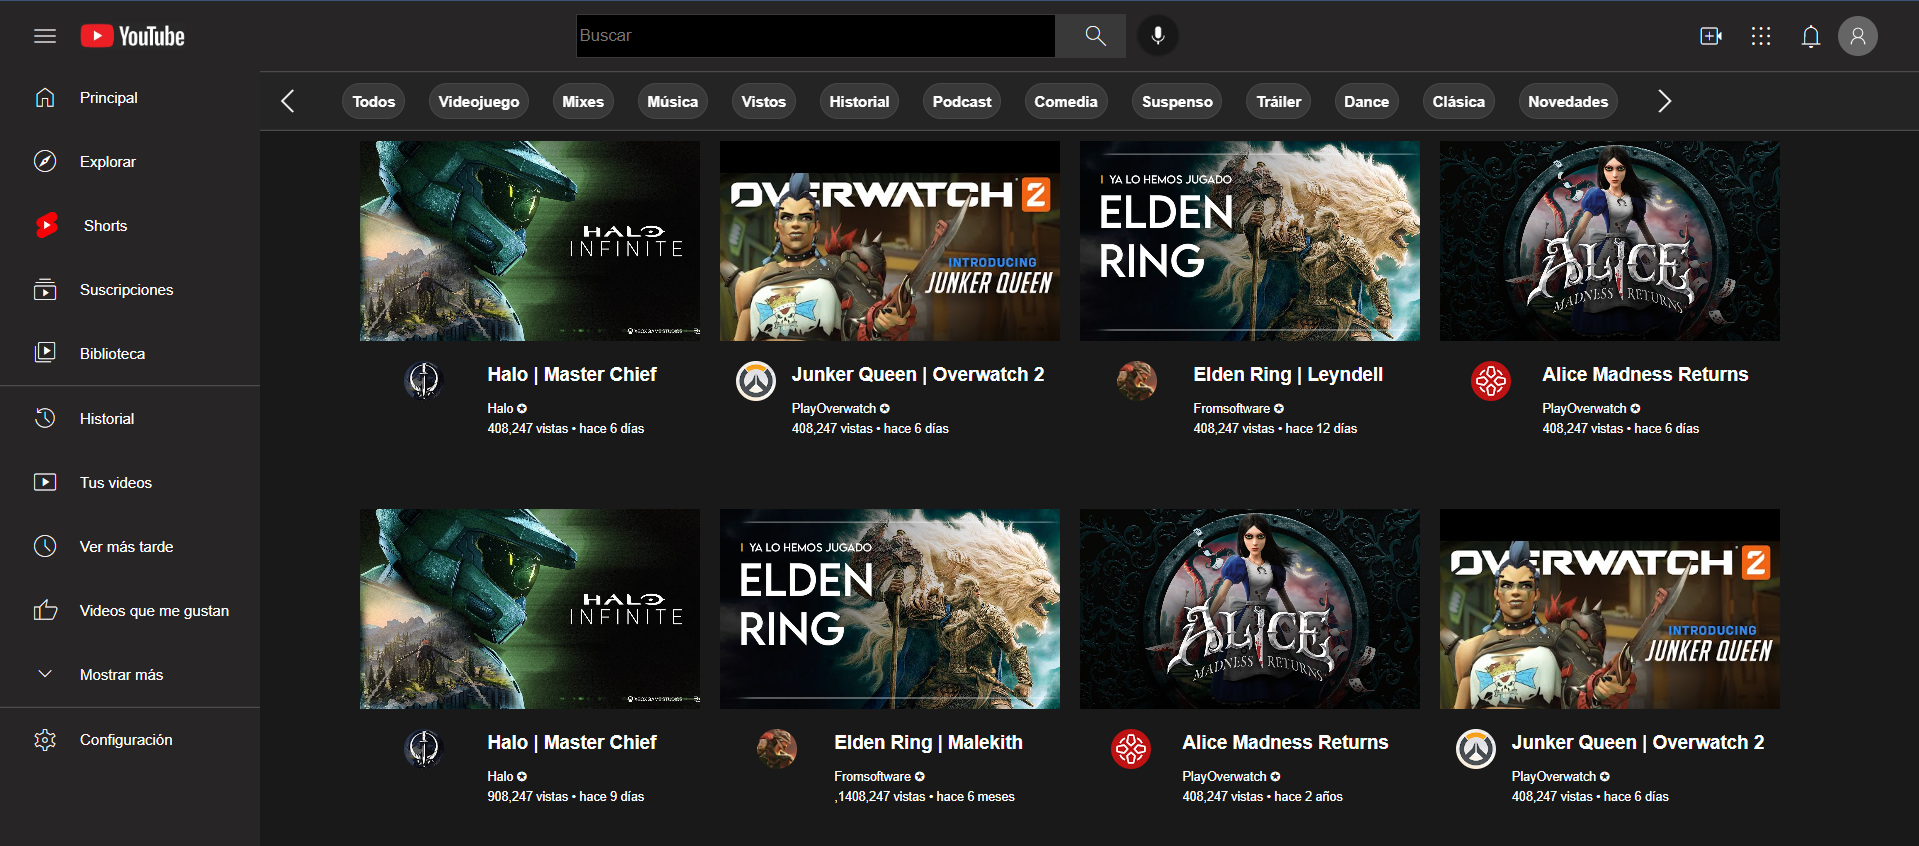 YouTube
Buscar
Principal
Explorar
Shorts
Suscripciones
Biblioteca
Historial
Tus videos
Ver más tarde
Videos que me gustan
Mostrar más
Configuración
Todos Videojuego Mixes Música Vistos Historial Podcast Comedia Suspenso Tráiler Dance Clásica Novedades
HALO
INFINITE
XBOX GAME STUDIOS
OVERWATCH 2
INTRODUCING
JUNKER QUEEN
YA LO HEMOS JUGADO
ELDEN
RING
ALICE
MADNESS RETURNS
Halo | Master Chief
Halo
408,247 vistas • hace 6 días
Junker Queen | Overwatch 2
PlayOverwatch
408,247 vistas • hace 6 días
Elden Ring | Leyndell
Fromsoftware
408,247 vistas • hace 12 días
Alice Madness Returns
PlayOverwatch
408,247 vistas • hace 6 días
HALO
INFINITE
XBOX GAME STUDIOS
YA LO HEMOS JUGADO
ELDEN
RING
ALICE
MADNESS RETURNS
OVERWATCH 2
INTRODUCING
JUNKER QUEEN
Halo | Master Chief
Halo
908,247 vistas • hace 9 días
Elden Ring | Malekith
Fromsoftware
,1408,247 vistas • hace 6 meses
Alice Madness Returns
PlayOverwatch
408,247 vistas • hace 2 años
Junker Queen | Overwatch 2
PlayOverwatch
408,247 vistas • hace 6 días